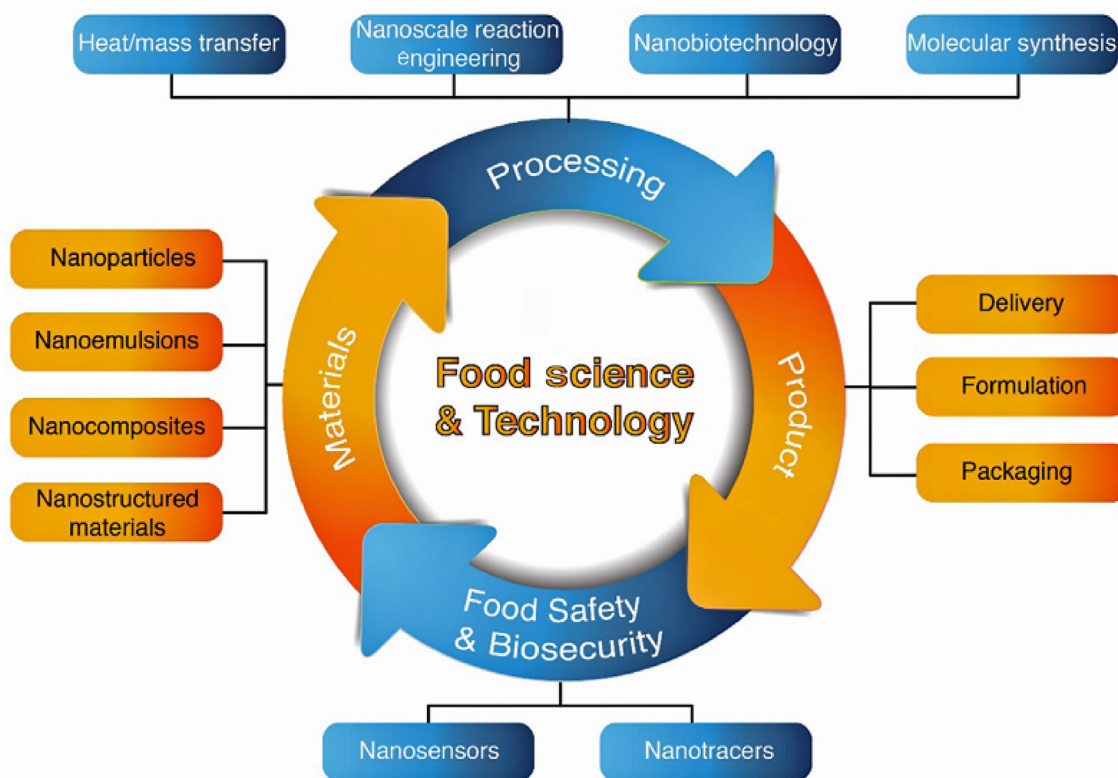 Heat/mass transfer
Nanoscale reaction
engineering
Nanobiotechnology
Molecular synthesis
Processing
Nanoparticles
Nanoemulsions
Nanocomposites
Nanostructured
materials
Materials
Food science
& Technology
Product
Delivery
Formulation
Packaging
Food Safety
& Biosecurity
Nanosensors
Nanotracers